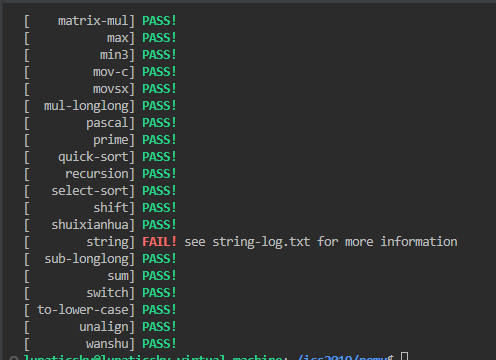 [ matrix-mul] PASS!
[ max] PASS!
[ min3] PASS!
[ mov-c] PASS!
[ movsx] PASS!
[ mul-longlong] PASS!
[ pascal] PASS!
[ prime] PASS!
[ quick-sort] PASS!
[ recursion] PASS!
[ select-sort] PASS!
[ shift] PASS!
[ shuixianhua] PASS!
[ string] FAIL! see string-log.txt for more information
[ sub-longlong] PASS!
[ sum] PASS!
[ switch] PASS!
[ to-lower-case] PASS!
[ unalign] PASS!
[ wanshu] PASS!